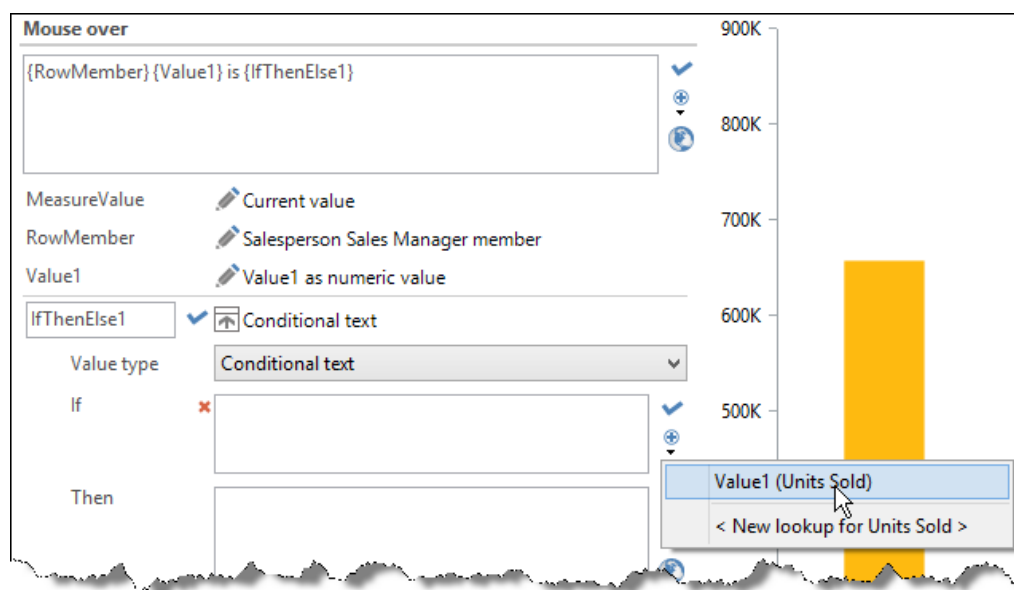 Mouse over
{RowMember} {Value1} is {IfThenElse1}
MeasureValue
Current value
RowMember
Salesperson Sales Manager member
Value1
Value1 as numeric value
IfThenElse1
Conditional text
Value type
Conditional text
If
Then
900K
800K
700K
600K
500K
Value1 (Units Sold)
< New lookup for Units Sold >